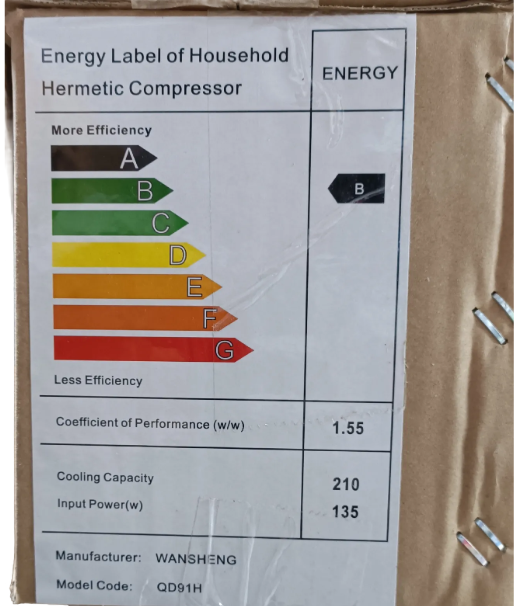 Energy Label of Household
Hermetic Compressor
ENERGY
More Efficiency
A
B
B
C
D
E
F
G
Less Efficiency
Coefficient of Performance (w/w) 1.55
Cooling Capacity 210
Input Power(w) 135
Manufacturer: WANSHENG
Model Code: QD91H